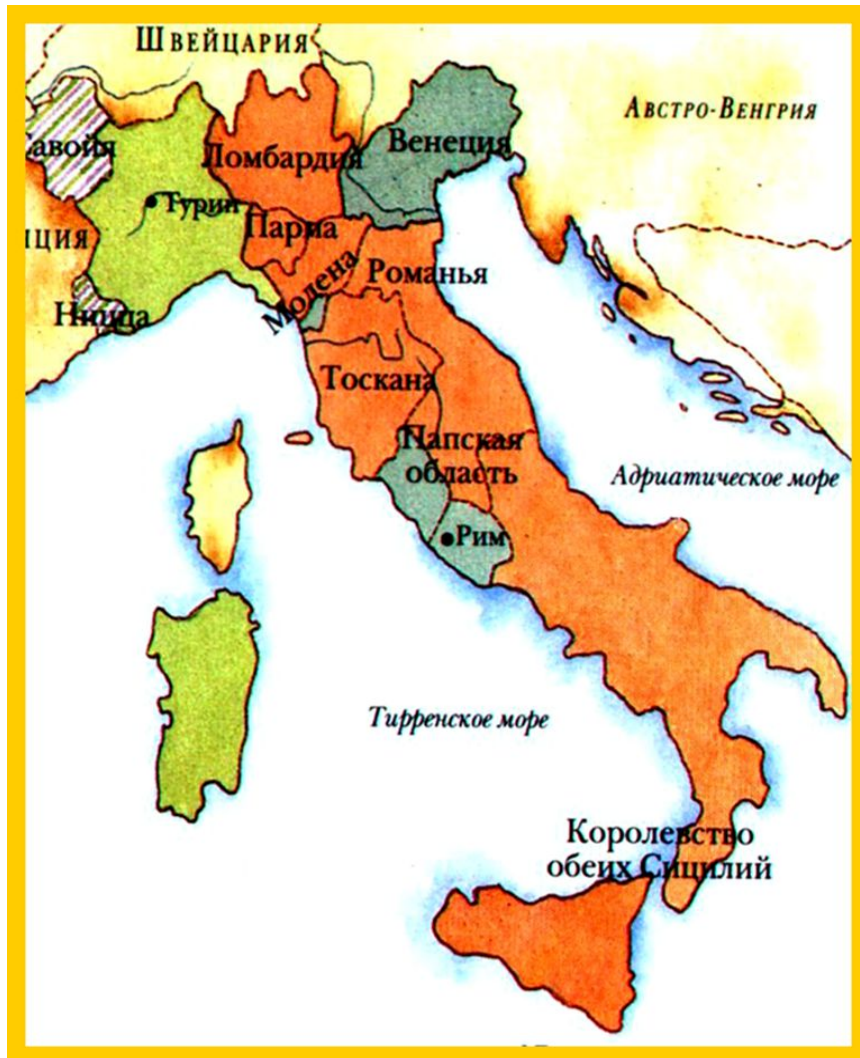 ШВЕЙЦАРИЯ
АВСТРО-ВЕНГРИЯ
Савойя
Ломбардия
Венеция
Турин
ЦИЯ
Парма
Модена
Романья
Ницца
Тоскана
Папская
область
Адриатическое море
Рим
Тирренское море
Королевство
обеих Сицилий